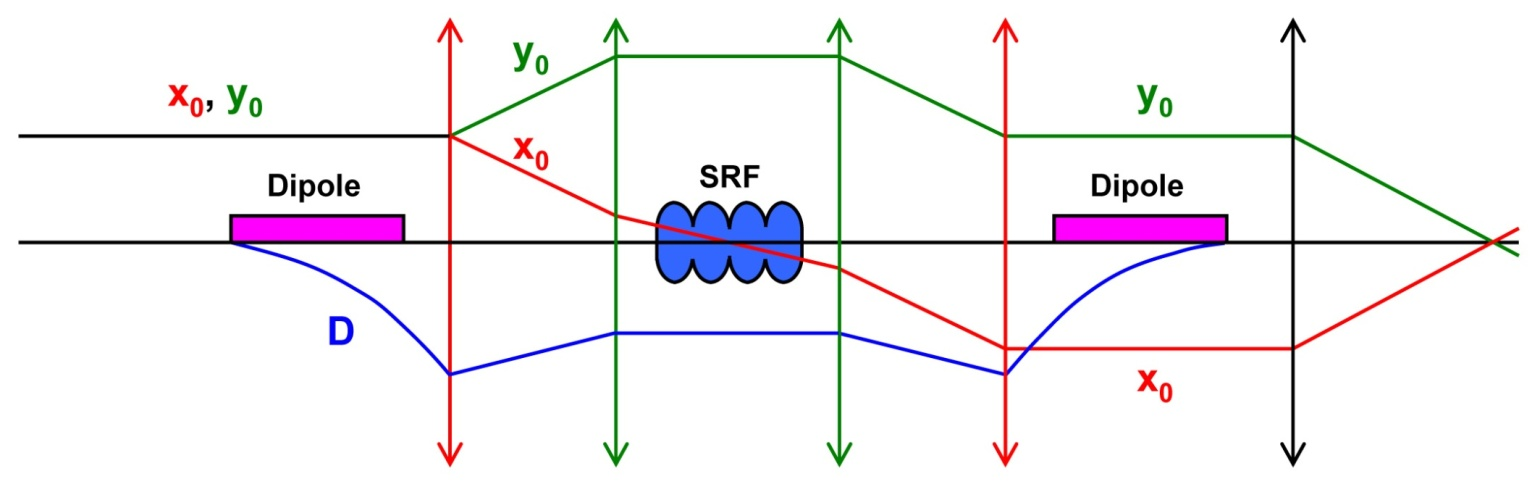 x₀, y₀
Dipole
D
y₀
x₀
SRF
y₀
Dipole
x₀